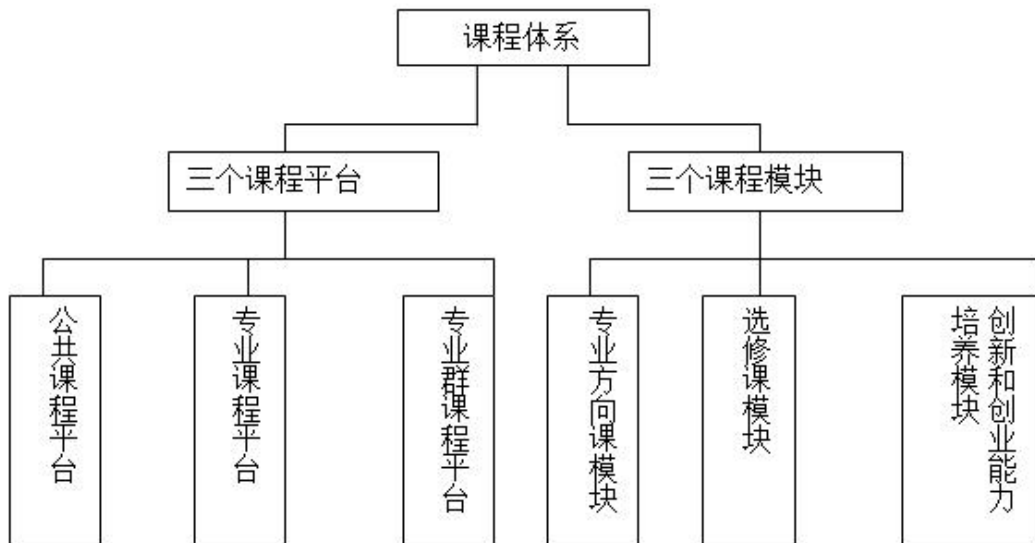 课程体系
三个课程平台
三个课程模块
公共课程平台
专业课程平台
专业群课程平台
专业方向课模块
选修课模块
创新和创业能力
培养模块